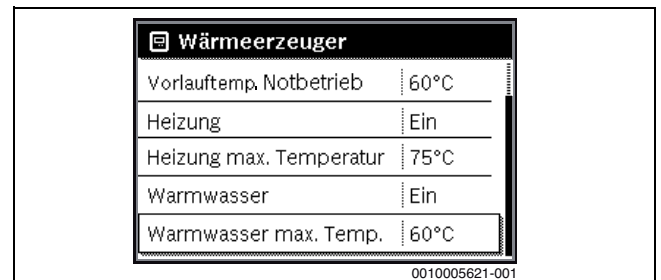 Wärmeerzeuger
Vorlauftemp. Notbetrieb 60°C
Heizung Ein
Heizung max. Temperatur 75°C
Warmwasser Ein
Warmwasser max. Temp. 60°C
0010005621-001